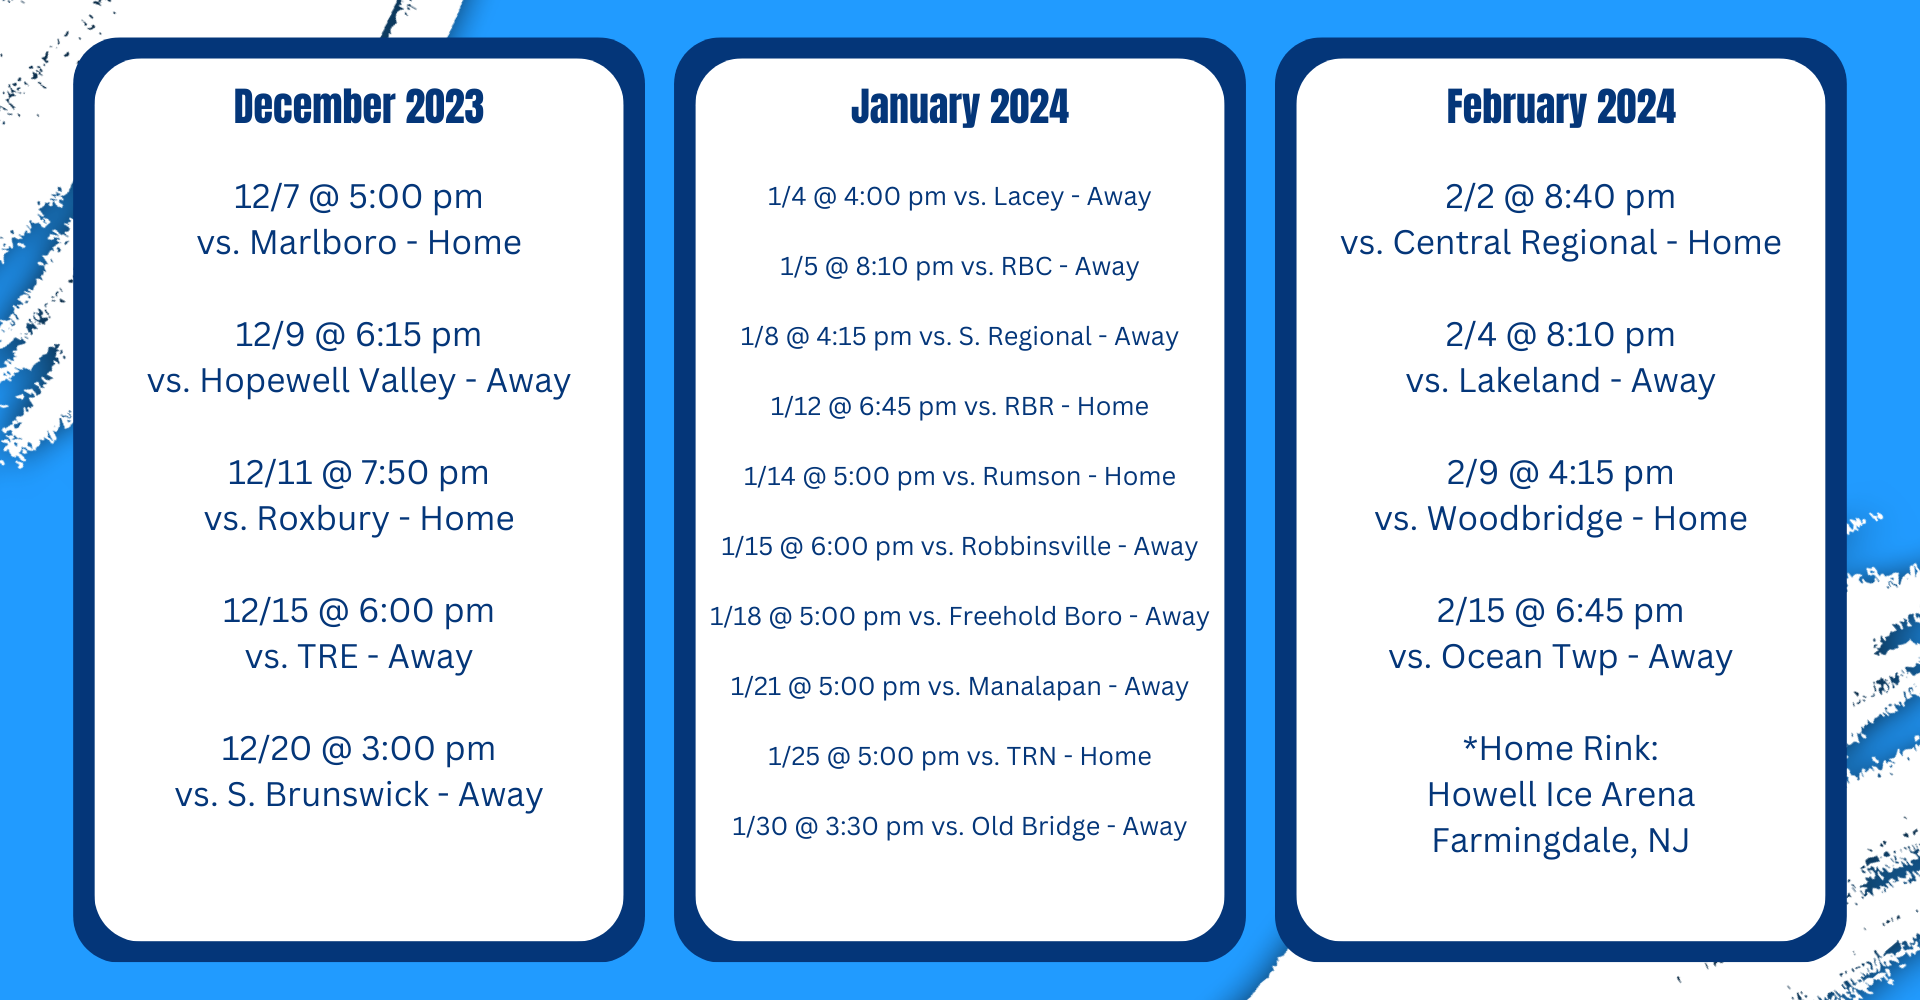 December 2023
12/7 @ 5:00 pm
vs. Marlboro - Home
12/9 @ 6:15 pm
vs. Hopewell Valley - Away
12/11 @ 7:50 pm
vs. Roxbury - Home
12/15 @ 6:00 pm
vs. TRE - Away
12/20 @ 3:00 pm
vs. S. Brunswick - Away
January 2024
1/4 @ 4:00 pm vs. Lacey - Away
1/5 @ 8:10 pm vs. RBC - Away
1/8 @ 4:15 pm vs. S. Regional - Away
1/12 @ 6:45 pm vs. RBR - Home
1/14 @ 5:00 pm vs. Rumson - Home
1/15 @ 6:00 pm vs. Robbinsville - Away
1/18 @ 5:00 pm vs. Freehold Boro - Away
1/21 @ 5:00 pm vs. Manalapan - Away
1/25 @ 5:00 pm vs. TRN - Home
1/30 @ 3:30 pm vs. Old Bridge - Away
February 2024
2/2 @ 8:40 pm
vs. Central Regional - Home
2/4 @ 8:10 pm
vs. Lakeland - Away
2/9 @ 4:15 pm
vs. Woodbridge - Home
2/15 @ 6:45 pm
vs. Ocean Twp - Away
*Home Rink:
Howell Ice Arena
Farmingdale, NJ